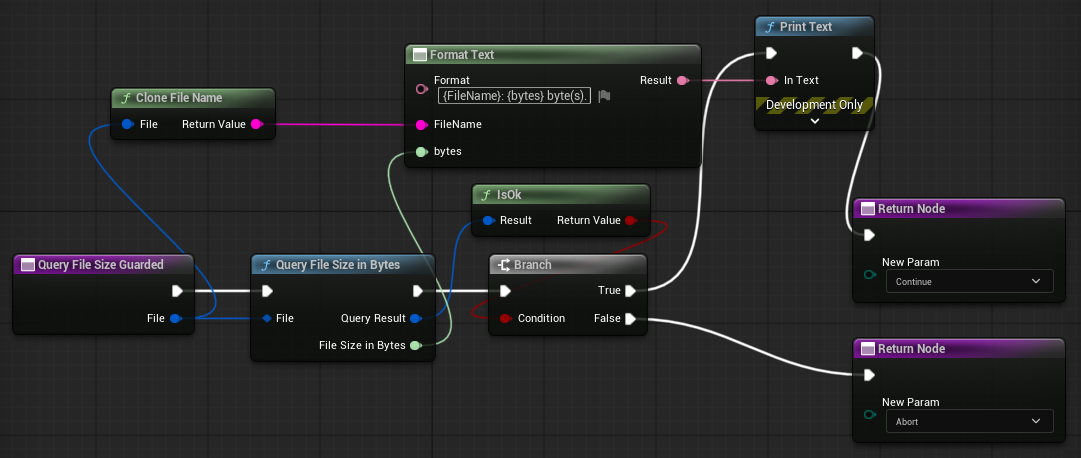 Print Text
In Text
Development Only
Format Text
Format
Result
{FileName}: {bytes} byte(s).
FileName
bytes
Clone File Name
File
Return Value
IsOk
Result
Return Value
Query File Size Guarded
File
Query File Size in Bytes
File
Query Result
File Size in Bytes
Branch
True
Condition
False
Return Node
New Param
Continue
Return Node
New Param
Abort